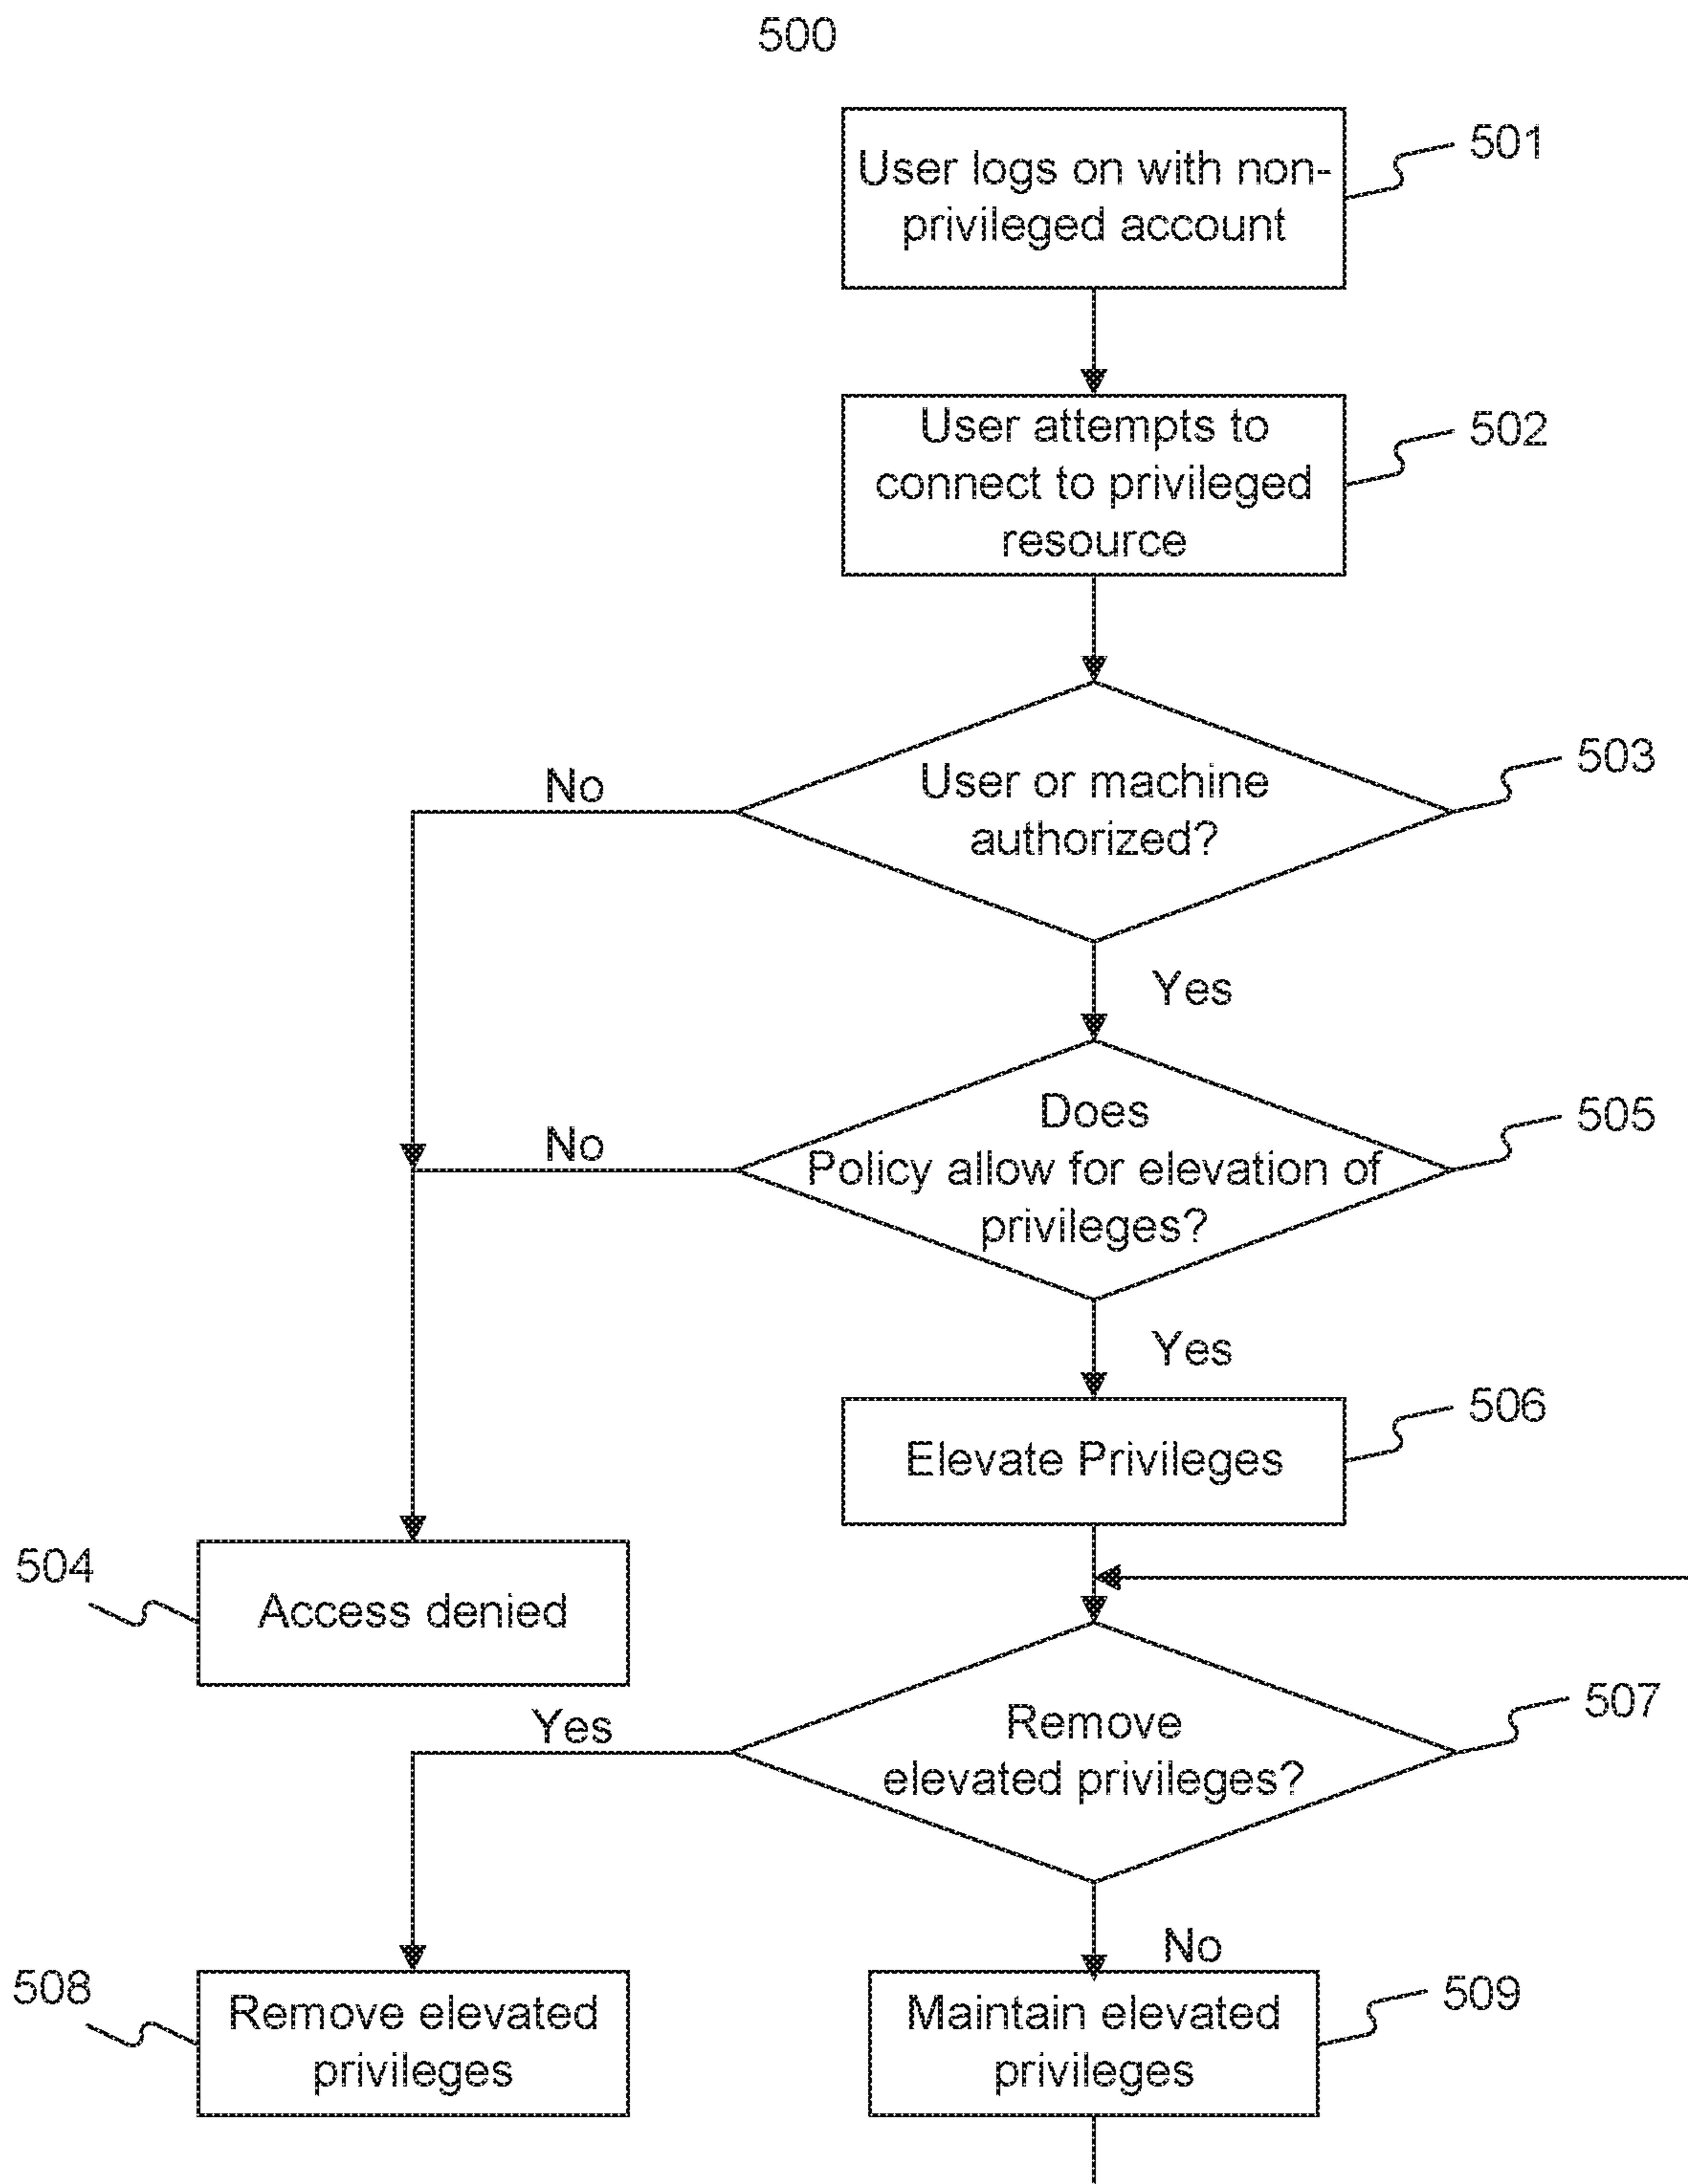 500
User logs on with non-
privileged account
501
User attempts to
connect to privileged
resource
502
User or machine
authorized?
503
No
Yes
Does
Policy allow for elevation of
privileges?
505
No
Yes
Elevate Privileges
506
504
Access denied
Remove
elevated privileges?
507
Yes
No
508
Remove elevated
privileges
Maintain elevated
privileges
509